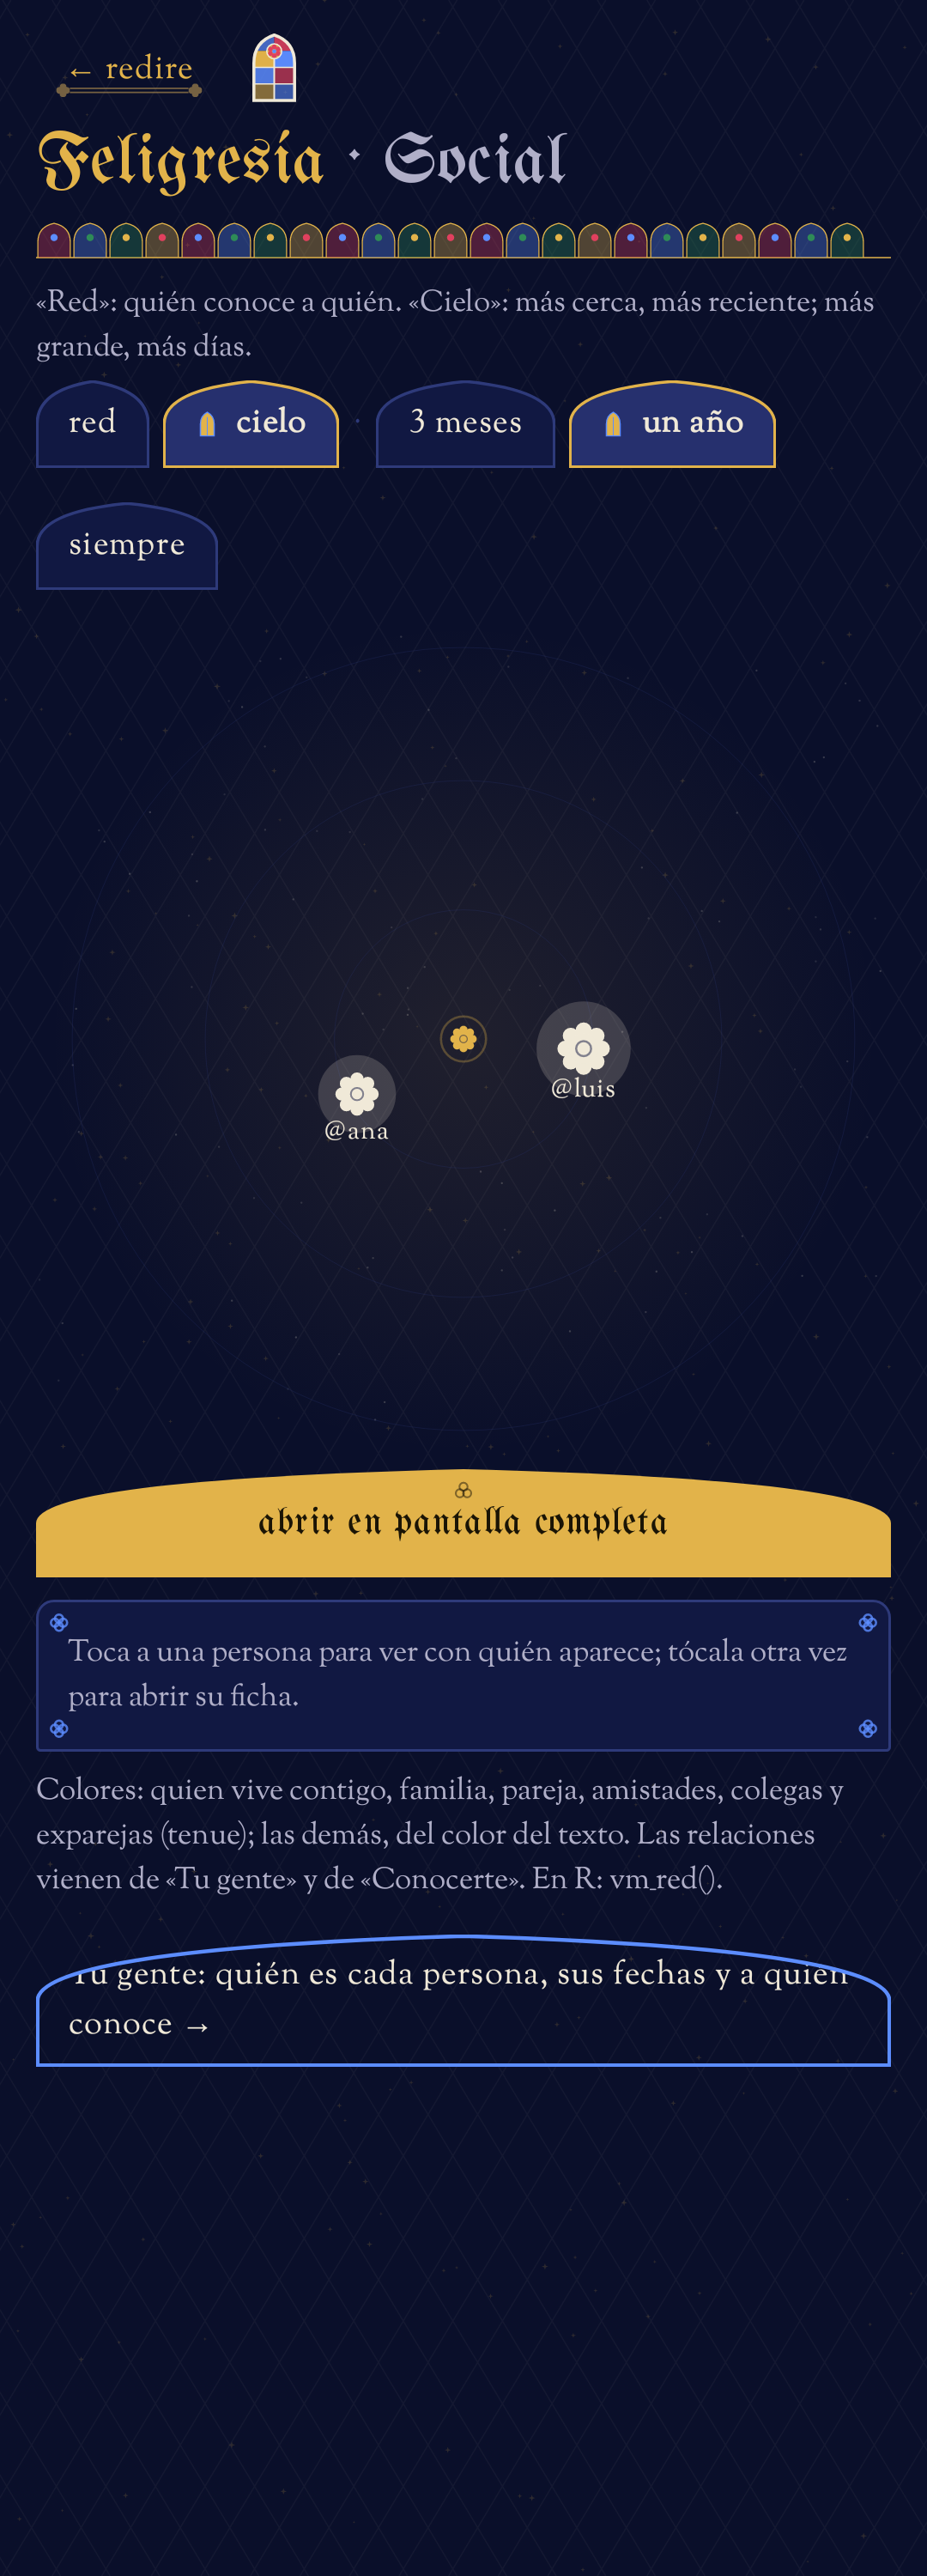 ← redire
Feligresía · Social
«Red»: quién conoce a quién. «Cielo»: más cerca, más reciente; más
grande, más días.
red
cielo
3 meses
un año
siempre
@luis
@ana
abrir en pantalla completa
Toca a una persona para ver con quién aparece; tócala otra vez
para abrir su ficha.
Colores: quien vive contigo, familia, pareja, amistades, colegas y
exparejas (tenue); las demás, del color del texto. Las relaciones
vienen de «Tu gente» y de «Conocerte». En R: vm_red().
Tu gente: quién es cada persona, sus fechas y a quién
conoce →